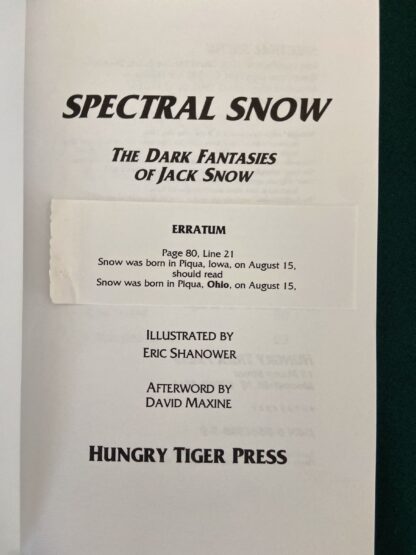 SPECTRAL SNOW
THE DARK FANTASIES
OF JACK SNOW
ERRATUM
Page 80, Line 21
Snow was born in Piqua, Iowa, on August 15,
should read
Snow was born in Piqua, Ohio, on August 15,
ILLUSTRATED BY
ERIC SHANOWER
AFTERWORD BY
DAVID MAXINE
HUNGRY TIGER PRESS